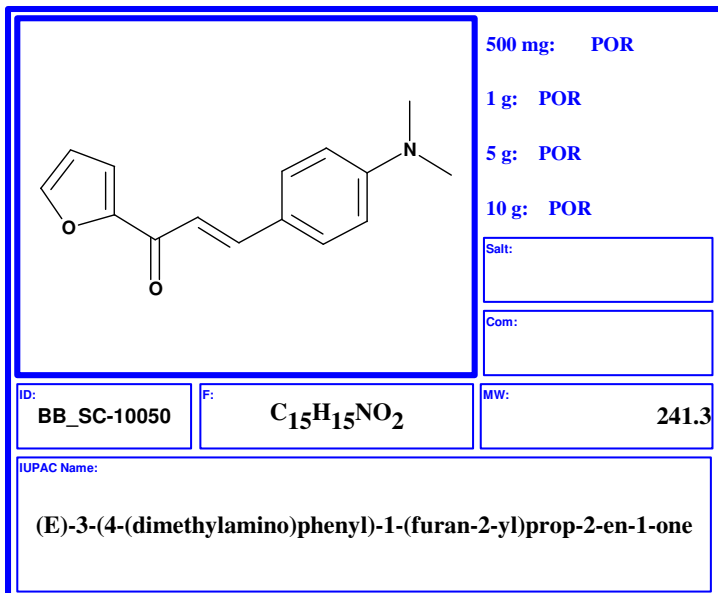 500 mg: POR
1 g: POR
5 g: POR
10 g: POR
N
O
O
Salt:
Com:
ID:
BB_SC-10050
F:
C15H15NO2
MW:
241.3
IUPAC Name:
(E)-3-(4-(dimethylamino)phenyl)-1-(furan-2-yl)prop-2-en-1-one